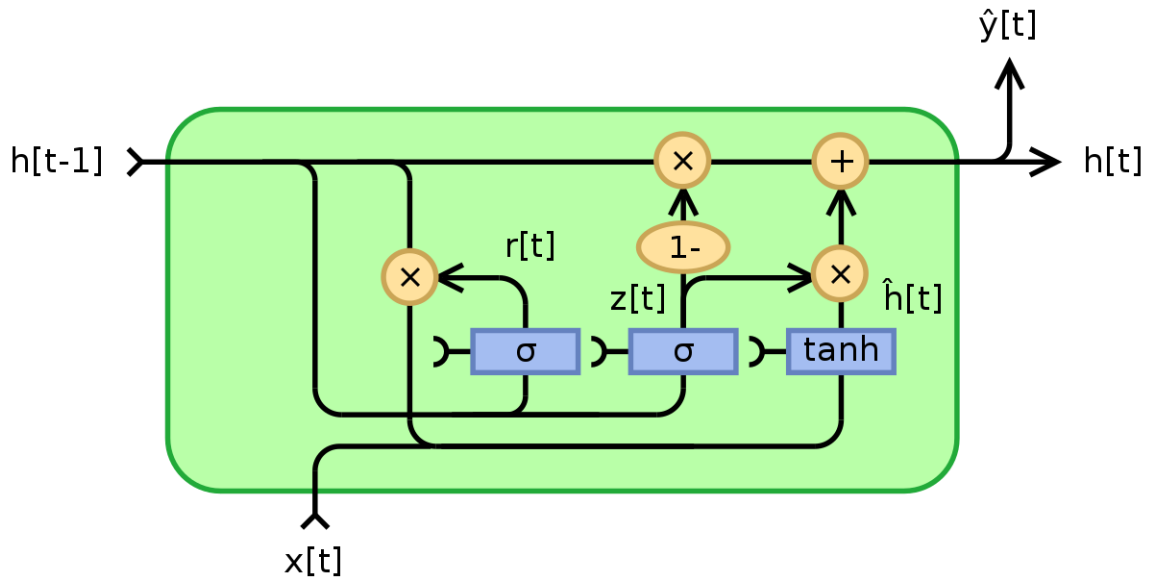 ŷ[t]
h[t-1]
×
+
h[t]
r[t]
1-
×
×
z[t]
ĥ[t]
σ
σ
tanh
x[t]